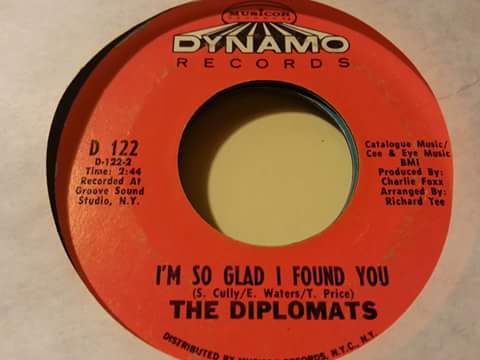 MUSICOR
DYNAMO
RECORDS
D 122
D-122-2
Time: 2:44
Recorded At
Groove Sound
Studio, N.Y.
Catalogue Music/
Cee & Eye Music
BMI
Produced By:
Charlie Foxx
Arranged By:
Richard Tee
I'M SO GLAD I FOUND YOU
(S. Cully/E. Waters/T. Price)
THE DIPLOMATS
DISTRIBUTED BY MUSICOR RECORDS, N.Y.C., N.Y.